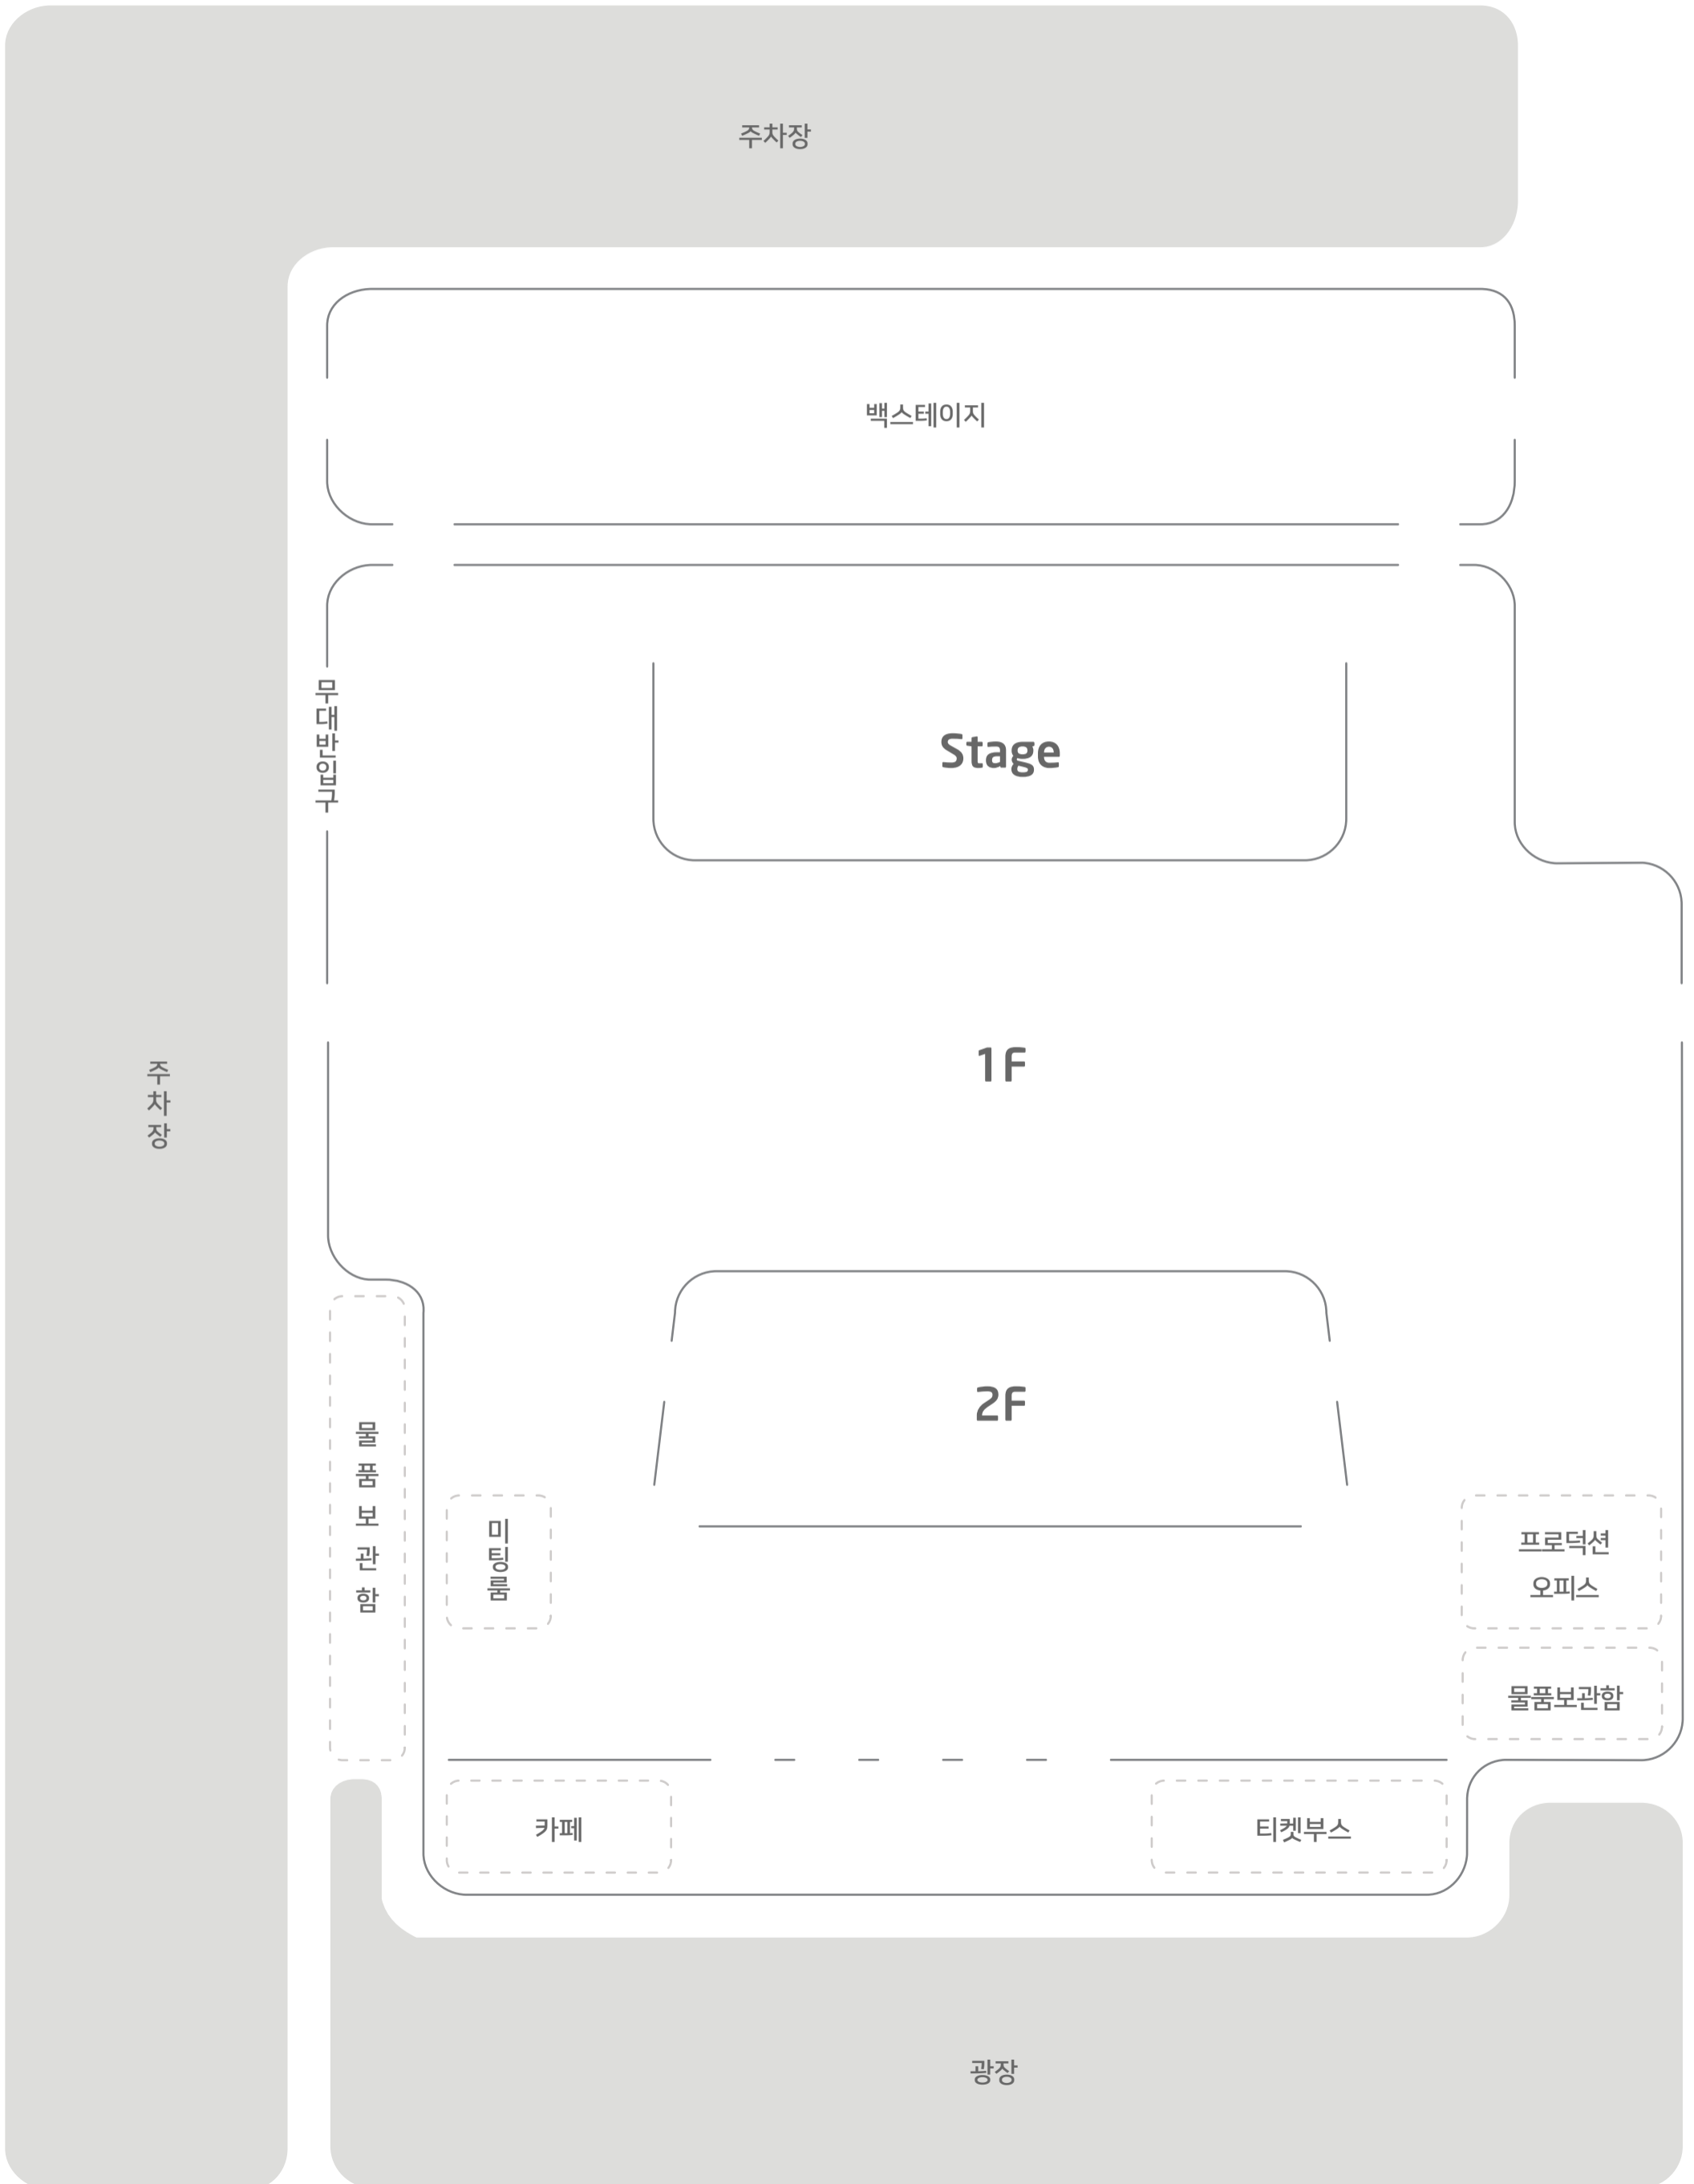 주차장
백스테이지
무대반입구
Stage
주차장
1F
2F
물품보관함
미팅룸
프로덕션
오피스
물품보관함
카페
티켓부스
광장